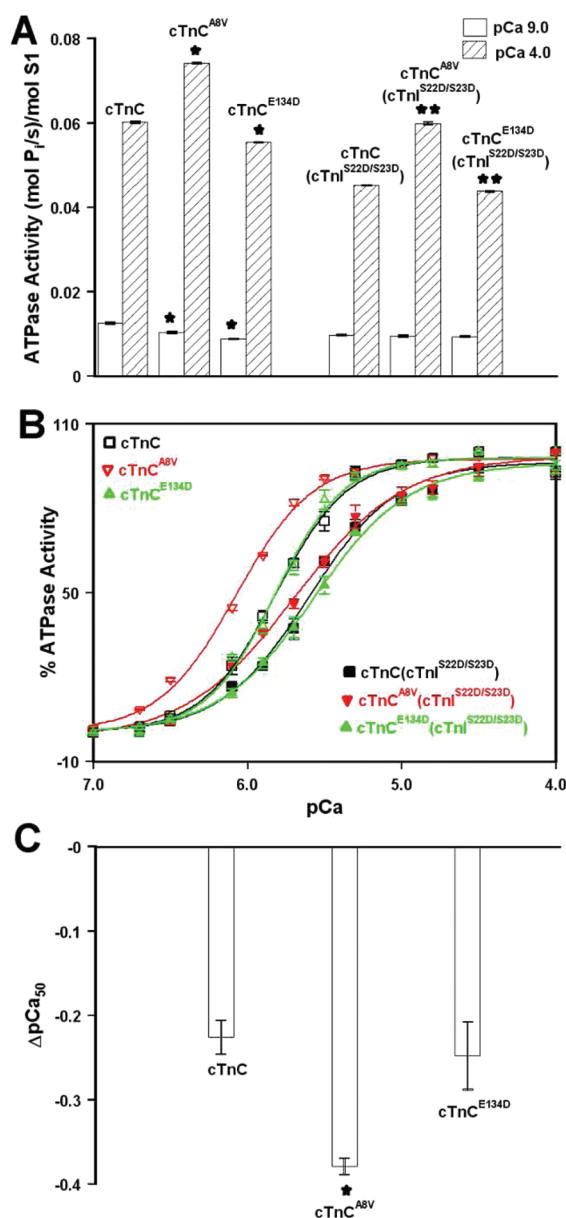 A
ATPase Activity (mol Pi/s)/mol S1
0.08
0.06
0.04
0.02
0
pCa 9.0
pCa 4.0
cTnC
cTnC^A8V
★
cTnC^E134D
★
★
★
cTnC
(cTnI^S22D/S23D)
cTnC^A8V
(cTnI^S22D/S23D)
★★
cTnC^E134D
(cTnI^S22D/S23D)
★★
B
% ATPase Activity
110
50
-10
cTnC
cTnC^A8V
cTnC^E134D
cTnC(cTnI^S22D/S23D)
cTnC^A8V(cTnI^S22D/S23D)
cTnC^E134D(cTnI^S22D/S23D)
7.0 6.0 5.0 4.0
pCa
C
ΔpCa50
-0
-0.1
-0.2
-0.3
-0.4
cTnC
cTnC^E134D
★
cTnC^A8V